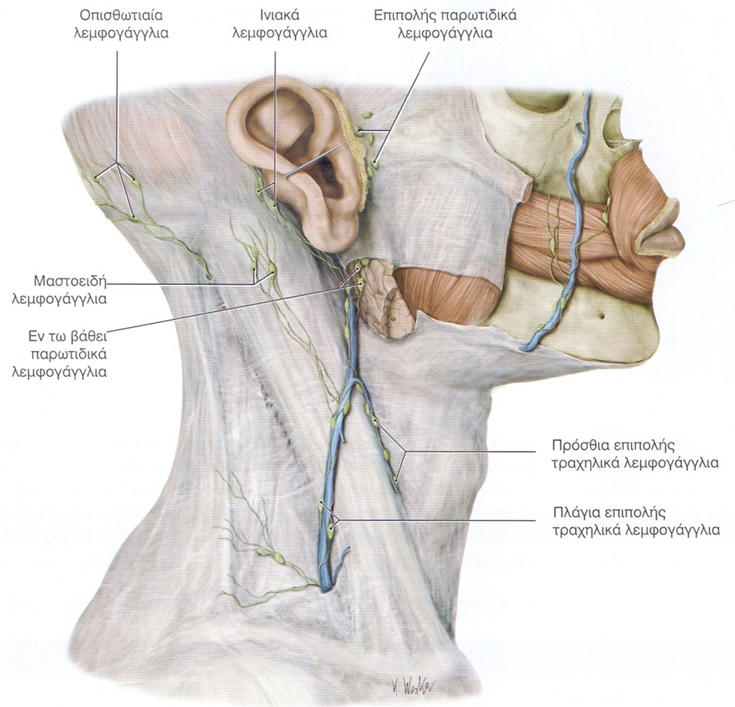 Οπισθωτιαία
λεμφογάγγλια
Ινιακά
λεμφογάγγλια
Επιπολής παρωτιδικά
λεμφογάγγλια
Μαστοειδή
λεμφογάγγλια
Εν τω βάθει
παρωτιδικά
λεμφογάγγλια
Πρόσθια επιπολής
τραχηλικά λεμφογάγγλια
Πλάγια επιπολής
τραχηλικά λεμφογάγγλια